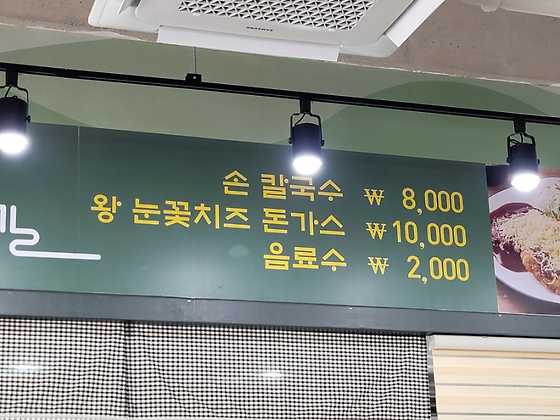 손 칼국수 ₩ 8,000
왕 눈꽃치즈 돈가스 ₩ 10,000
음료수 ₩ 2,000